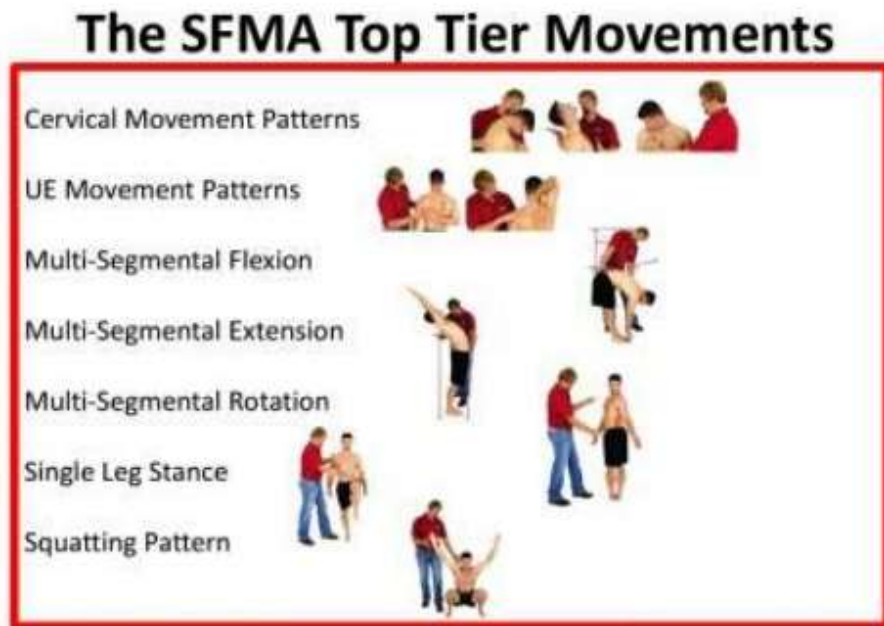 The SFMA Top Tier Movements
Cervical Movement Patterns
UE Movement Patterns
Multi-Segmental Flexion
Multi-Segmental Extension
Multi-Segmental Rotation
Single Leg Stance
Squatting Pattern